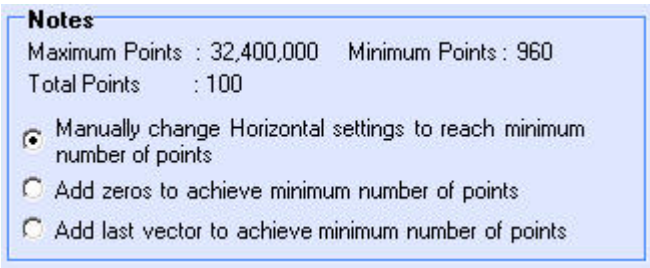 Notes
Maximum Points : 32,400,000 Minimum Points : 960
Total Points : 100
Manually change Horizontal settings to reach minimum
number of points
Add zeros to achieve minimum number of points
Add last vector to achieve minimum number of points